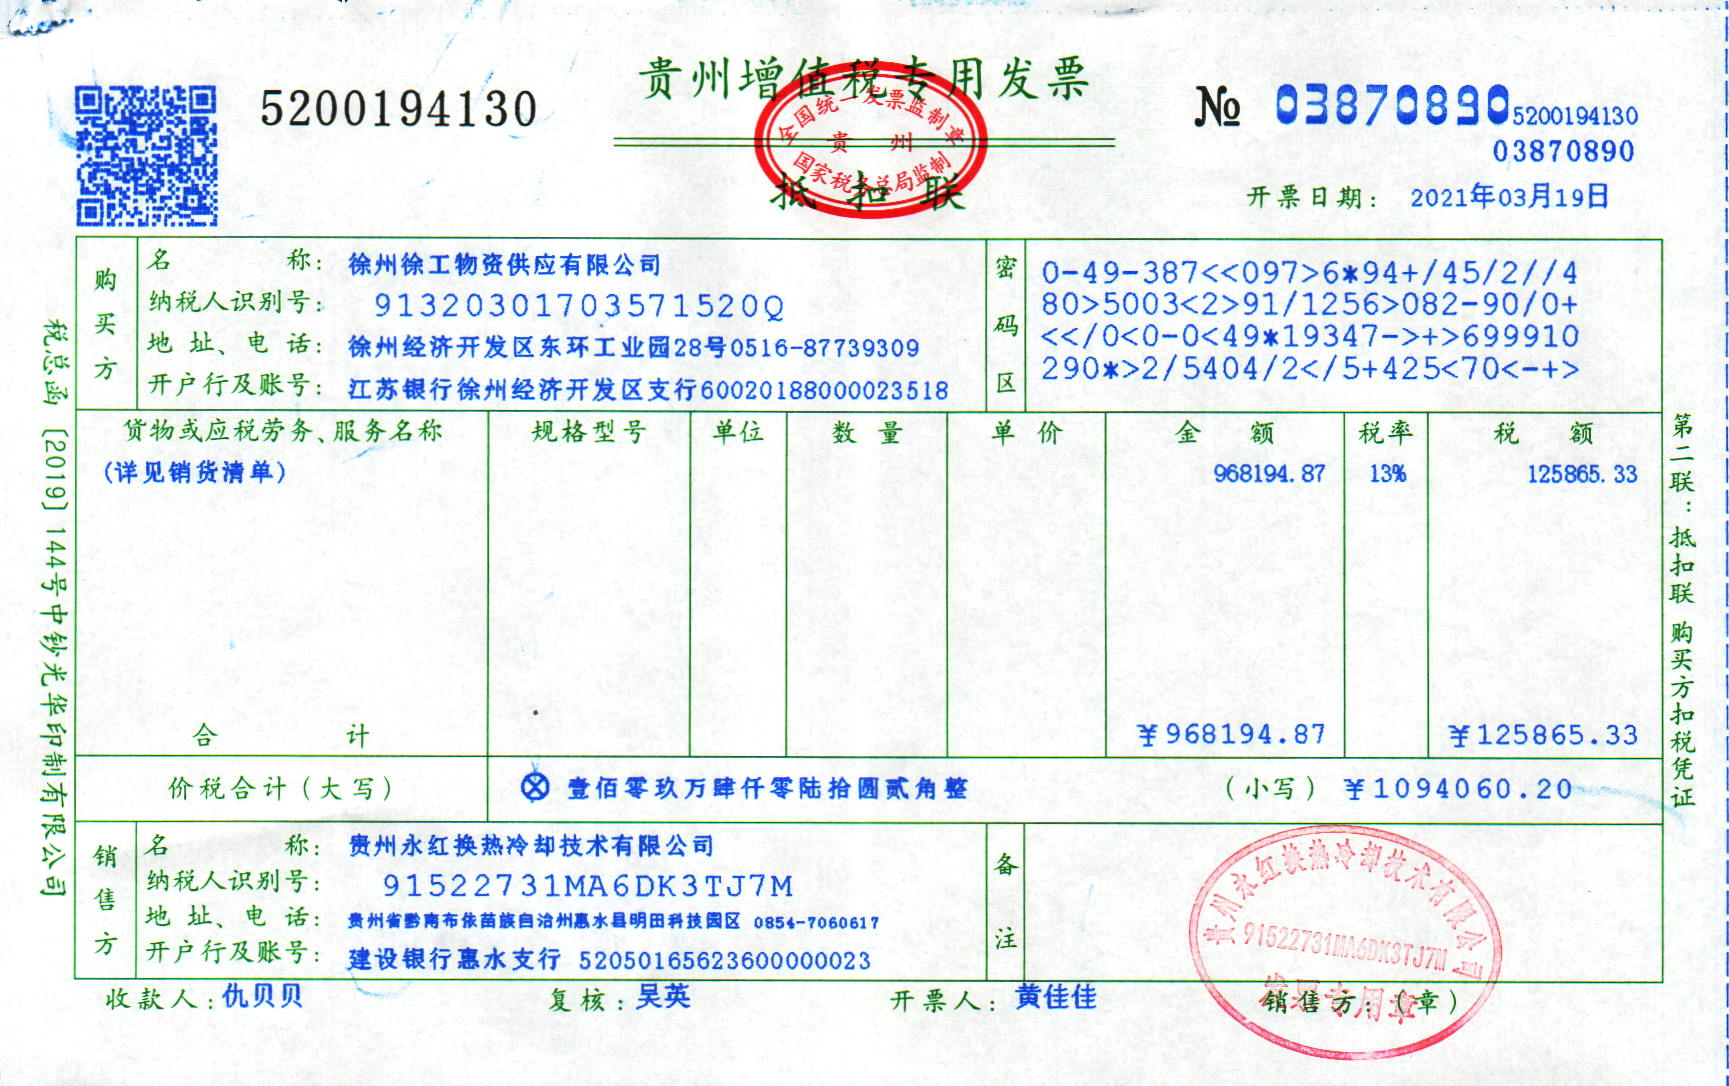 贵州增值税专用发票
5200194130
№ 03870890
5200194130
03870890
全国统一发票监制章
贵州
国家税务总局监制
抵扣联
开票日期： 2021年03月19日
税总函〔2019〕144号中钞光华印制有限公司
购买方
名称： 徐州徐工物资供应有限公司
纳税人识别号： 91320301703571520Q
地址、电话： 徐州经济开发区东环工业园28号0516-87739309
开户行及账号： 江苏银行徐州经济开发区支行60020188000023518
密码区
0-49-387<<097>6*94+/45/2//4
80>5003<2>91/1256>082-90/0+
<</0<0-0<49*19347->+>699910
290*>2/5404/2</5+425<70<-+>
货物或应税劳务、服务名称 规格型号 单位 数量 单价 金额 税率 税额
(详见销货清单) 968194.87 13% 125865.33
合计 ￥968194.87 ￥125865.33
价税合计（大写） ⊗壹佰零玖万肆仟零陆拾圆贰角整 （小写）￥1094060.20
第二联：抵扣联 购买方扣税凭证
销售方
名称： 贵州永红换热冷却技术有限公司
纳税人识别号： 91522731MA6DK3TJ7M
地址、电话： 贵州省黔南布依苗族自治州惠水县明田科技园区 0854-7060617
开户行及账号： 建设银行惠水支行 52050165623600000023
备注
贵州永红换热冷却技术有限公司
91522731MA6DK3TJ7M
发票专用章
收款人：仇贝贝 复核：吴英 开票人：黄佳佳 销售方：（章）